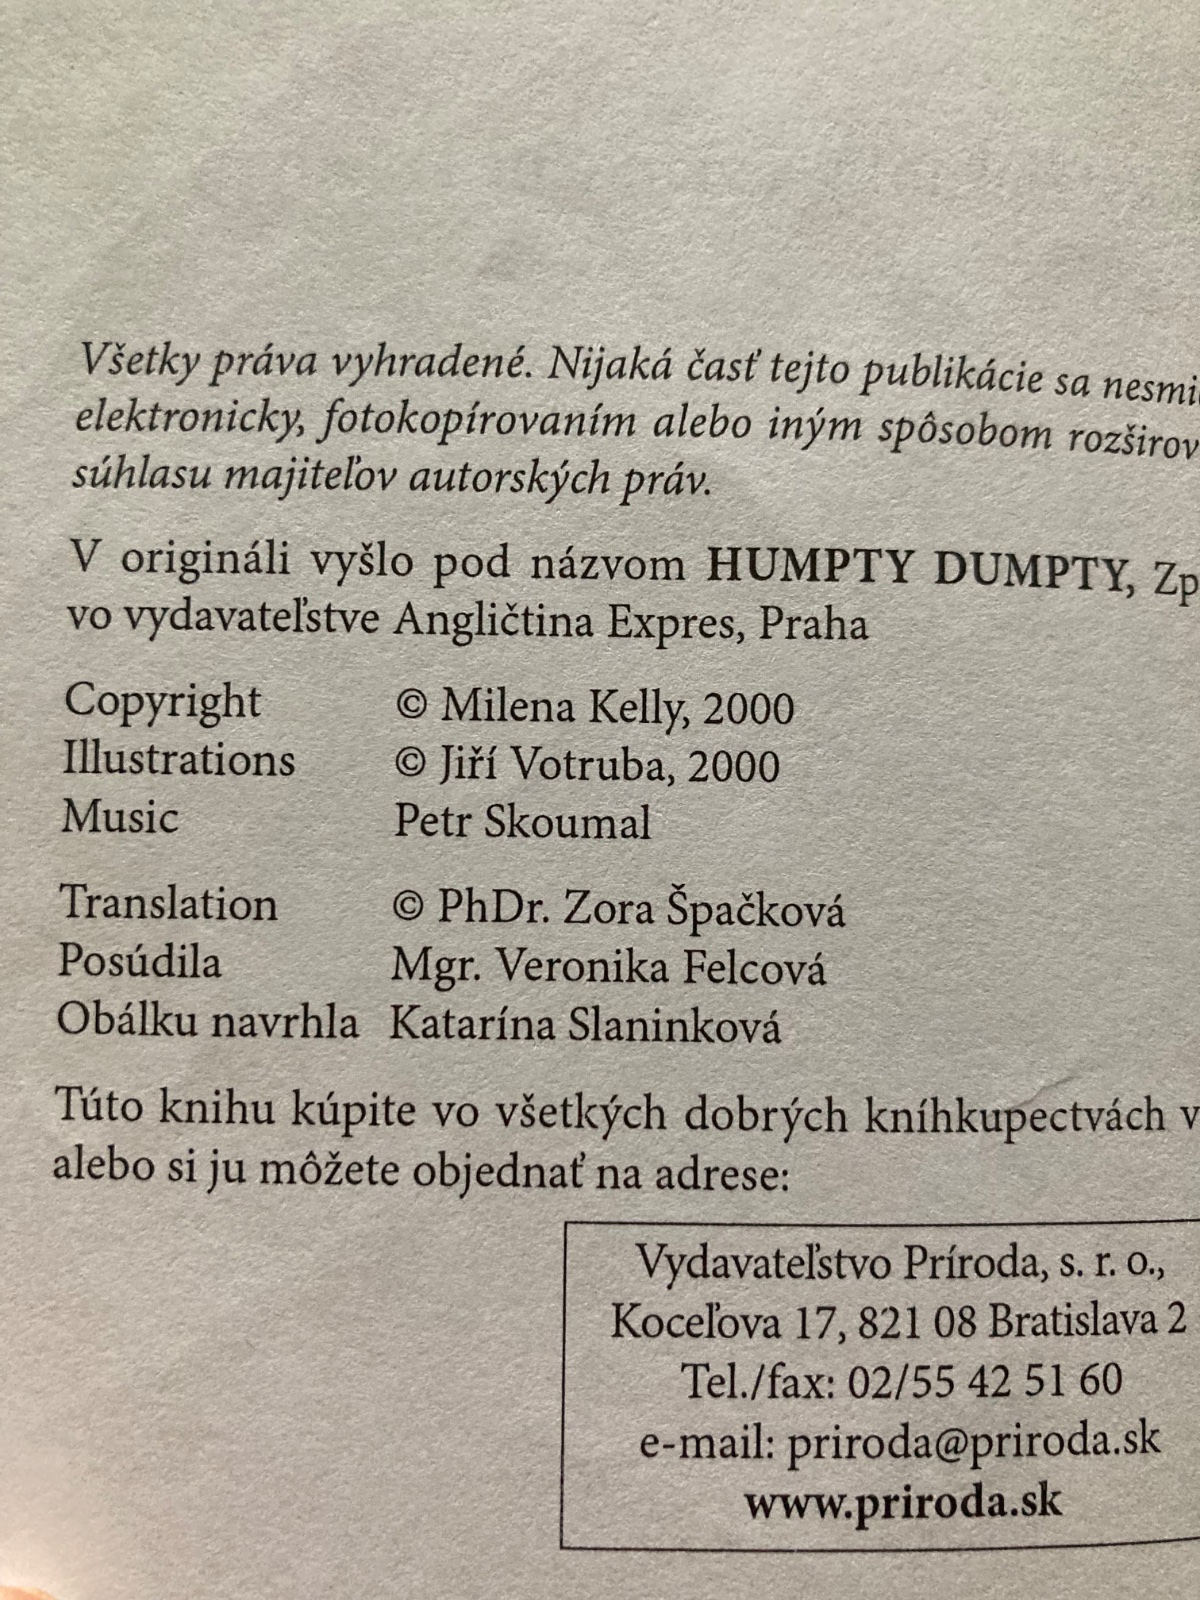 Všetky práva vyhradené. Nijaká časť tejto publikácie sa
elektronicky, fotokopírovaním alebo iným spôsobom
súhlasu majiteľov autorských práv.
V origináli vyšlo pod názvom HUMPTY DUMPTY,
vo vydavateľstve Angličtina Expres, Praha
Copyright © Milena Kelly, 2000
Illustrations © Jiří Votruba, 2000
Music Petr Skoumal
Translation © PhDr. Zora Špačková
Posúdila Mgr. Veronika Felcová
Obálku navrhla Katarína Slaninková
Túto knihu kúpite vo všetkých dobrých kníhkupectvách v
alebo si ju môžete objednať na adrese:
Vydavateľstvo Príroda, s. r. o.,
Koceľova 17, 821 08 Bratislava 2
Tel./fax: 02/55 42 51 60
e-mail: priroda@priroda.sk
www.priroda.sk